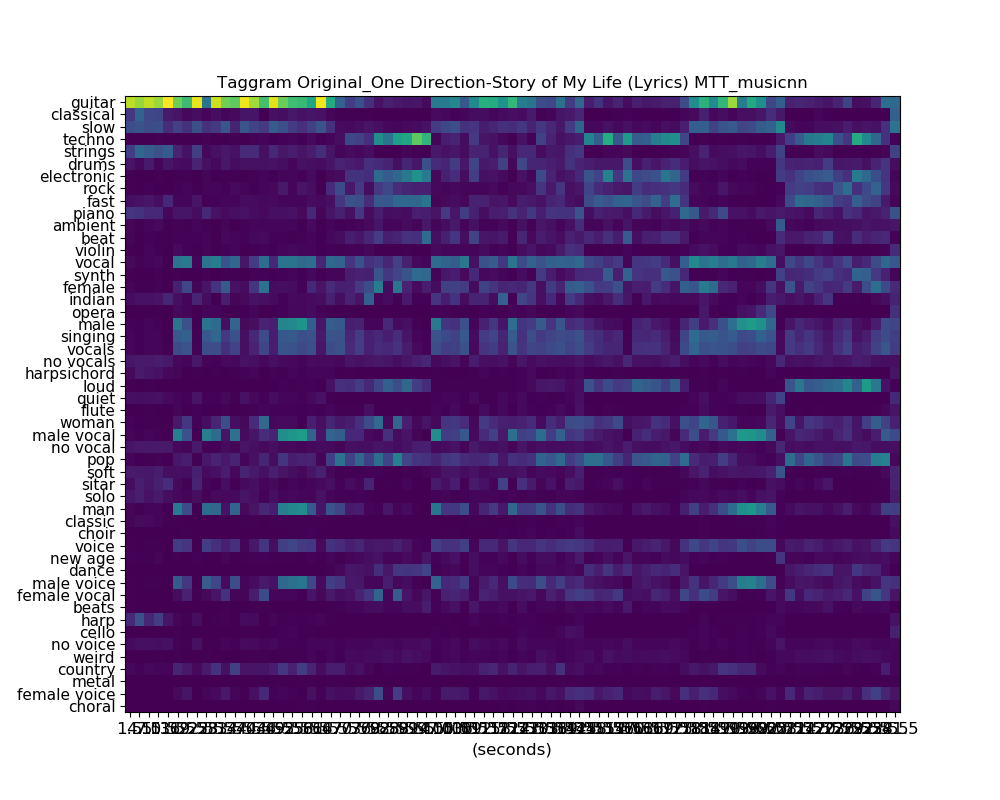 Taggram Original_One Direction-Story of My Life (Lyrics) MTT_musicnn
guitar
classical
slow
techno
strings
drums
electronic
rock
fast
piano
ambient
beat
violin
vocal
synth
female
indian
opera
male
singing
vocals
no vocals
harpsichord
loud
quiet
flute
woman
male vocal
no vocal
pop
soft
sitar
solo
man
classic
choir
voice
new age
dance
male voice
female vocal
beats
harp
cello
no voice
weird
country
metal
female voice
choral
(seconds)